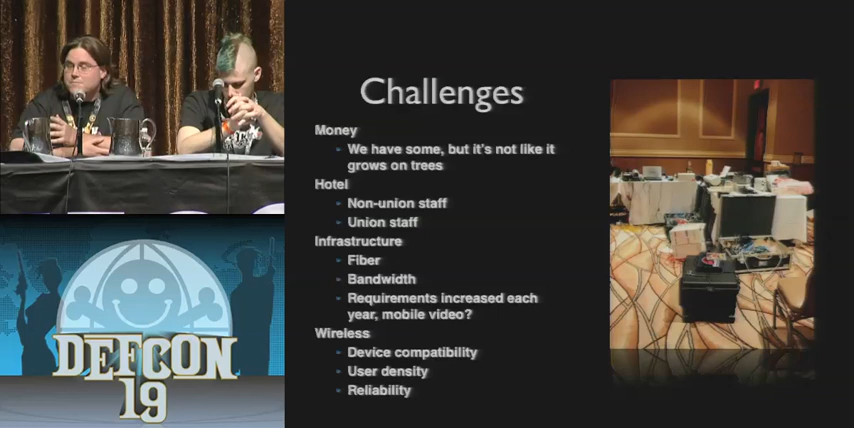 Challenges
Money
We have some, but it's not like it
grows on trees
Hotel
Non-union staff
Union staff
Infrastructure
Fiber
Bandwidth
Requirements increased each
year, mobile video?
Wireless
Device compatibility
User density
Reliability
DEFCON
19